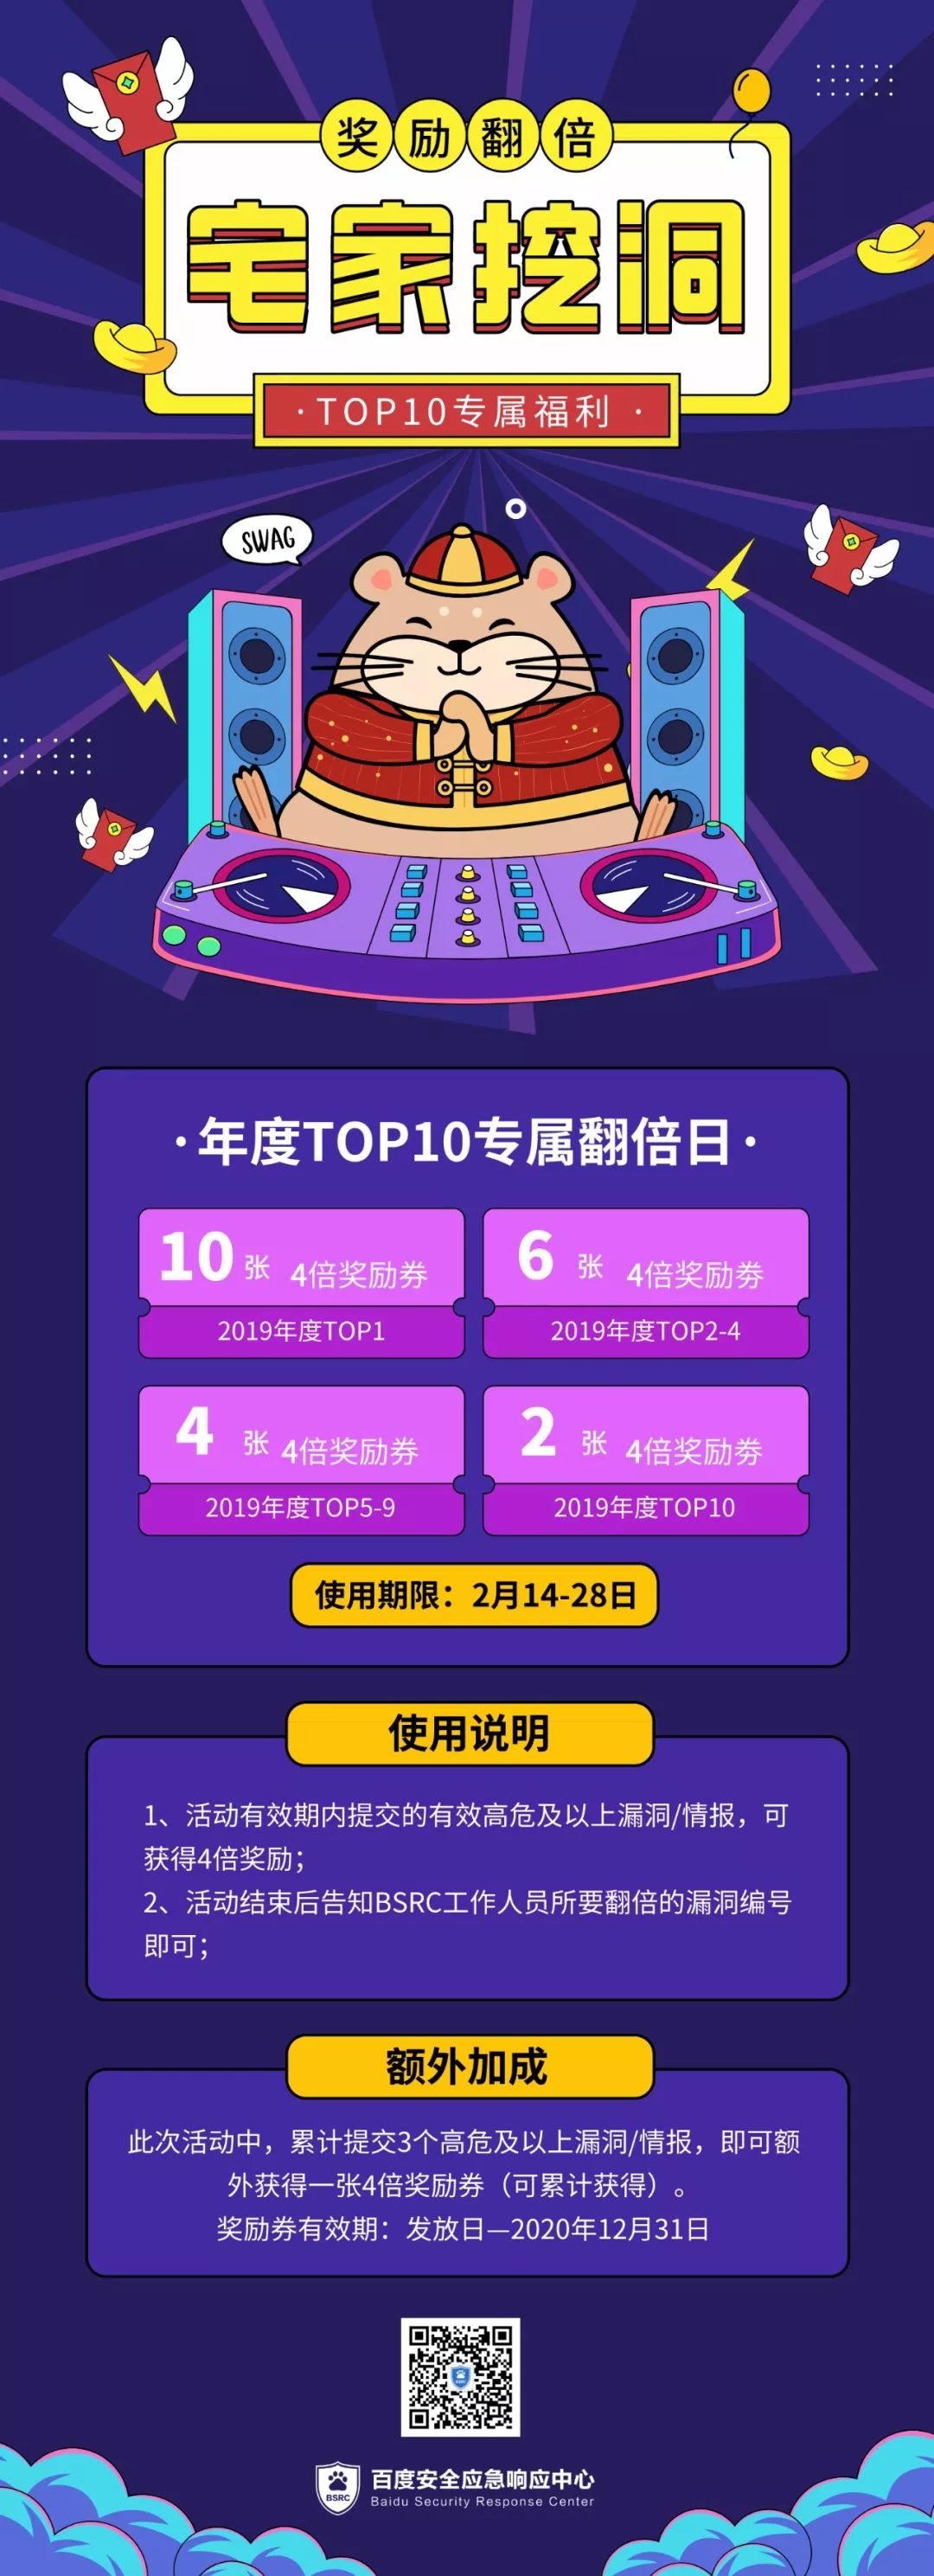 奖励翻倍
宅家挖洞
·TOP10专属福利·
SWAG
·年度TOP10专属翻倍日·
10 张 4倍奖励券
2019年度TOP1
6 张 4倍奖励劵
2019年度TOP2-4
4 张 4倍奖励券
2019年度TOP5-9
2 张 4倍奖励劵
2019年度TOP10
使用期限：2月14-28日
使用说明
1、活动有效期内提交的有效高危及以上漏洞/情报，可
获得4倍奖励；
2、活动结束后告知BSRC工作人员所要翻倍的漏洞编号
即可；
额外加成
此次活动中，累计提交3个高危及以上漏洞/情报，即可额
外获得一张4倍奖励券（可累计获得）。
奖励券有效期：发放日—2020年12月31日
BSRC
百度安全应急响应中心
Baidu Security Response Center